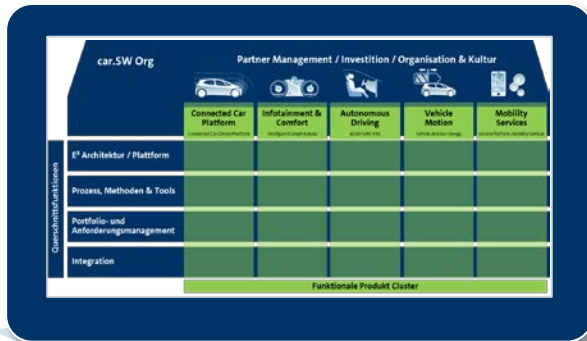 car.SW Org
Partner Management / Investition / Organisation & Kultur
Connected Car
Platform
Infotainment &
Comfort
Autonomous
Driving
Vehicle
Motion
Mobility
Services
Querschnittsfunktionen
E³ Architektur / Plattform
Prozess, Methoden & Tools
Portfolio- und
Anforderungsmanagement
Integration
Funktionale Produkt Cluster